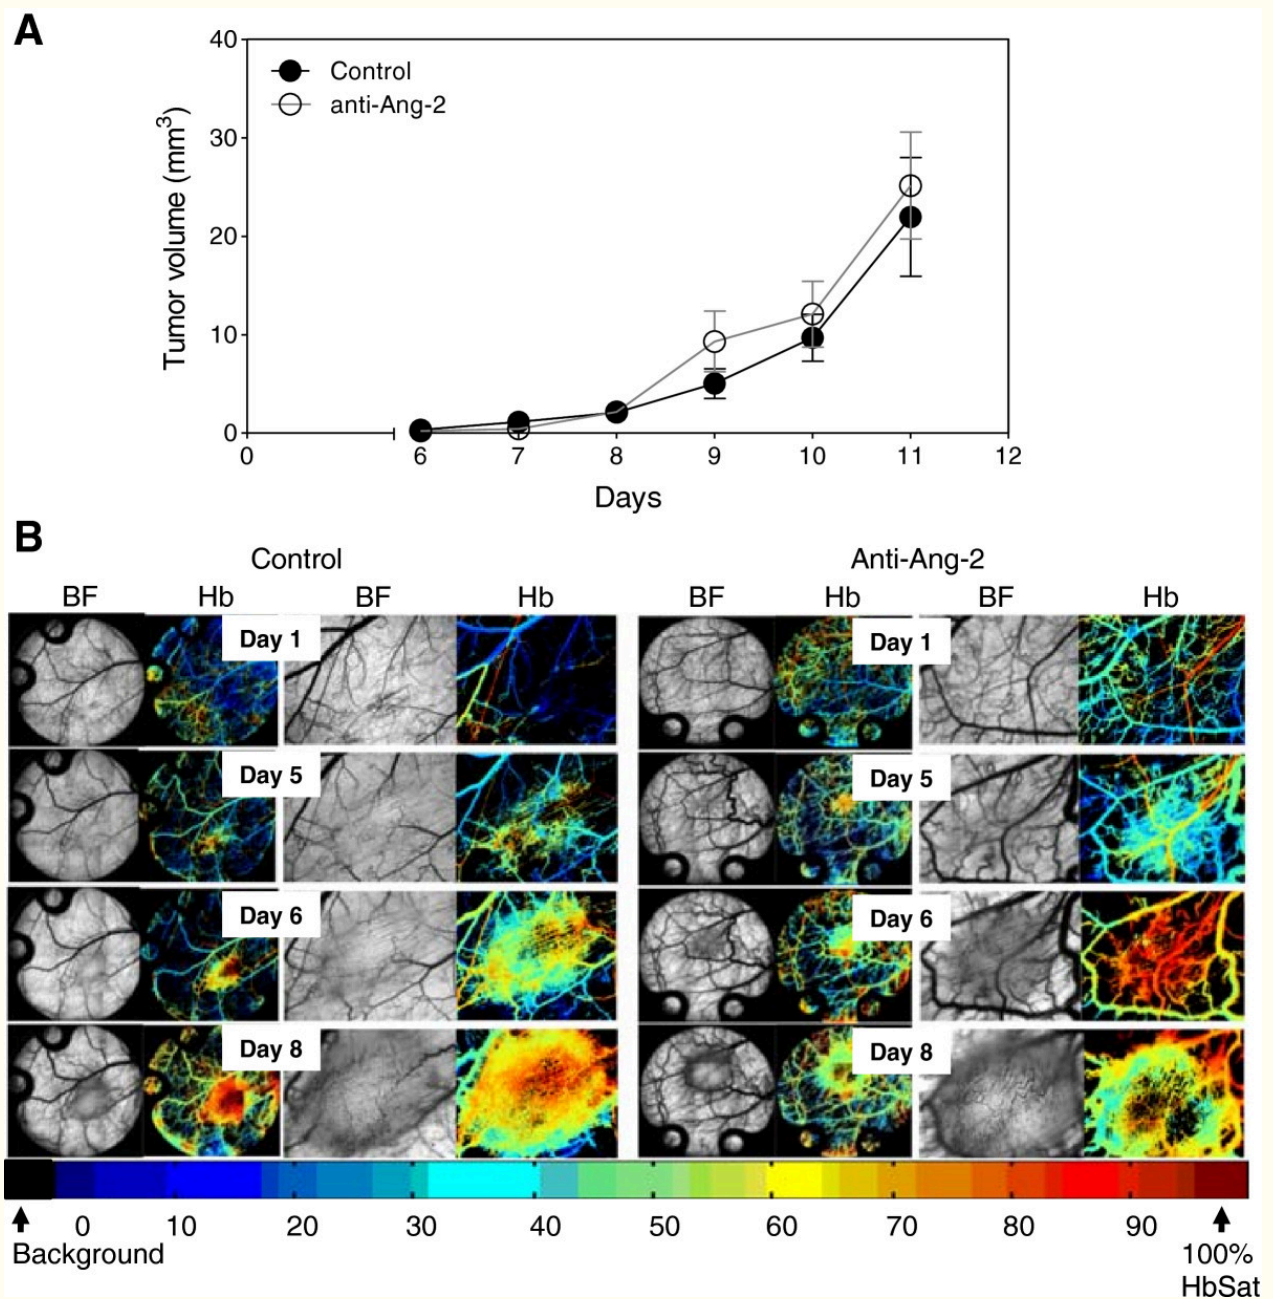 A
40
30
20
10
0
Tumor volume (mm³)
Control
anti-Ang-2
0 6 7 8 9 10 11 12
Days
B
Control Anti-Ang-2
BF Hb BF Hb BF Hb BF Hb
Day 1 Day 1
Day 5 Day 5
Day 6 Day 6
Day 8 Day 8
0 10 20 30 40 50 60 70 80 90
Background 100%
HbSat